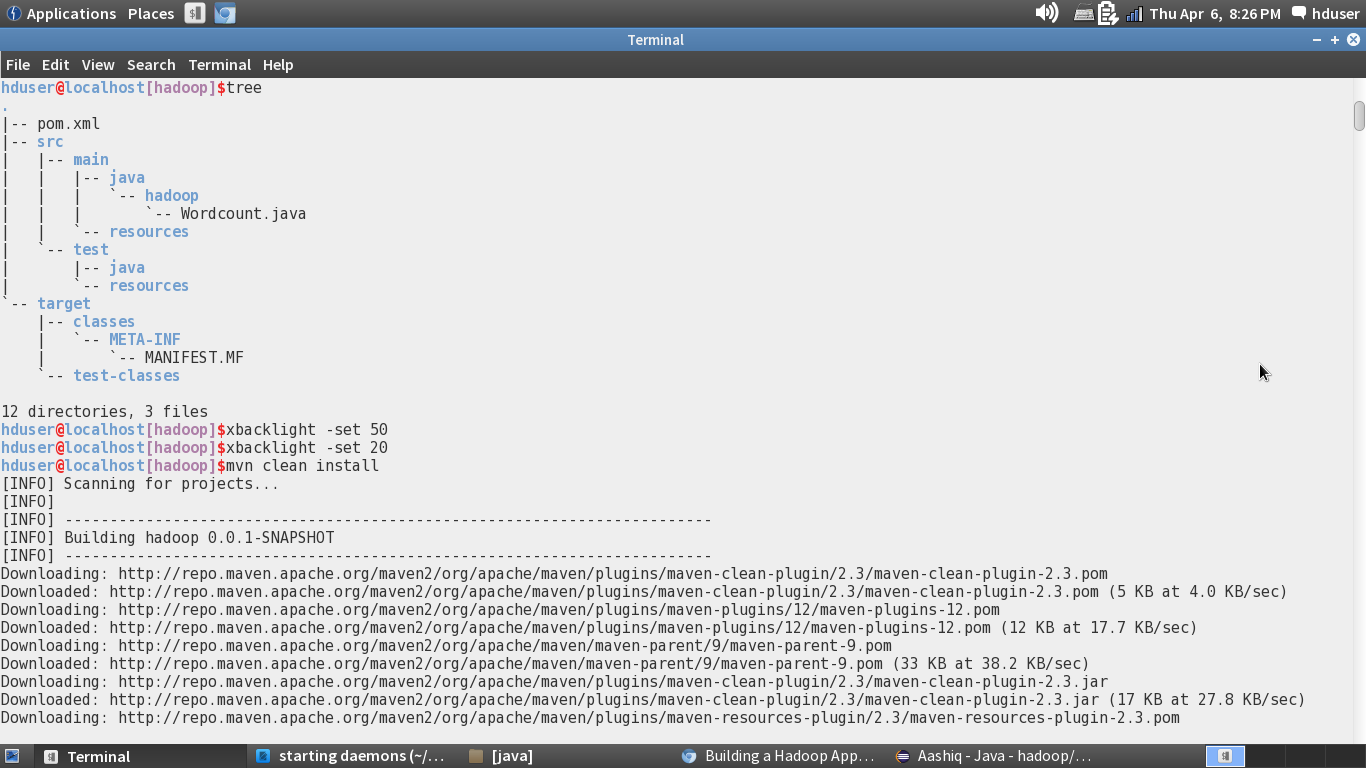 Applications Places Thu Apr 6, 8:26 PM hduser
Terminal
File Edit View Search Terminal Help
hduser@localhost[hadoop]$tree
.
|-- pom.xml
|-- src
|   |-- main
|   |   |-- java
|   |   |   `-- hadoop
|   |   |       `-- Wordcount.java
|   |   `-- resources
|   `-- test
|       |-- java
|       `-- resources
`-- target
    |-- classes
    |   `-- META-INF
    |       `-- MANIFEST.MF
    `-- test-classes
12 directories, 3 files
hduser@localhost[hadoop]$xbacklight -set 50
hduser@localhost[hadoop]$xbacklight -set 20
hduser@localhost[hadoop]$mvn clean install
[INFO] Scanning for projects...
[INFO]
[INFO] ------------------------------------------------------------------------
[INFO] Building hadoop 0.0.1-SNAPSHOT
[INFO] ------------------------------------------------------------------------
Downloading: http://repo.maven.apache.org/maven2/org/apache/maven/plugins/maven-clean-plugin/2.3/maven-clean-plugin-2.3.pom
Downloaded: http://repo.maven.apache.org/maven2/org/apache/maven/plugins/maven-clean-plugin/2.3/maven-clean-plugin-2.3.pom (5 KB at 4.0 KB/sec)
Downloading: http://repo.maven.apache.org/maven2/org/apache/maven/plugins/maven-plugins/12/maven-plugins-12.pom
Downloaded: http://repo.maven.apache.org/maven2/org/apache/maven/plugins/maven-plugins/12/maven-plugins-12.pom (12 KB at 17.7 KB/sec)
Downloading: http://repo.maven.apache.org/maven2/org/apache/maven/maven-parent/9/maven-parent-9.pom
Downloaded: http://repo.maven.apache.org/maven2/org/apache/maven/maven-parent/9/maven-parent-9.pom (33 KB at 38.2 KB/sec)
Downloading: http://repo.maven.apache.org/maven2/org/apache/maven/plugins/maven-clean-plugin/2.3/maven-clean-plugin-2.3.jar
Downloaded: http://repo.maven.apache.org/maven2/org/apache/maven/plugins/maven-clean-plugin/2.3/maven-clean-plugin-2.3.jar (17 KB at 27.8 KB/sec)
Downloading: http://repo.maven.apache.org/maven2/org/apache/maven/plugins/maven-resources-plugin/2.3/maven-resources-plugin-2.3.pom
Terminal starting daemons (~/... [java] Building a Hadoop App... Aashiq - Java - hadoop/...